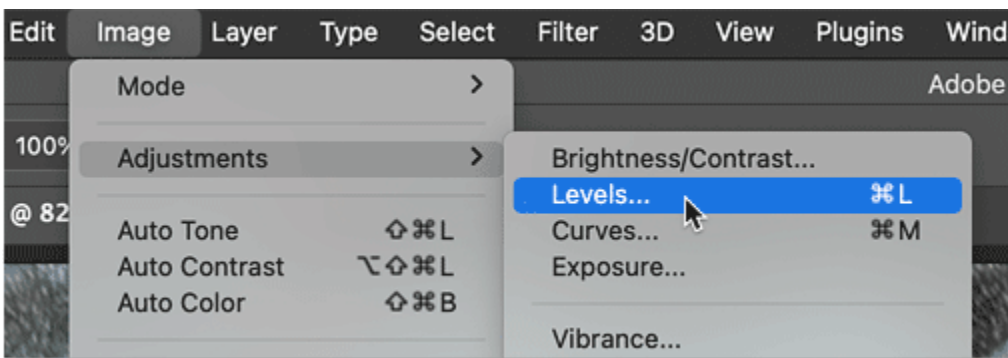 Edit Image Layer Type Select Filter 3D View Plugins Wind
Adobe
100%
@ 82
Mode
Adjustments
Auto Tone ⇧⌘L
Auto Contrast ⌥⇧⌘L
Auto Color ⇧⌘B
Brightness/Contrast...
Levels... ⌘L
Curves... ⌘M
Exposure...
Vibrance...